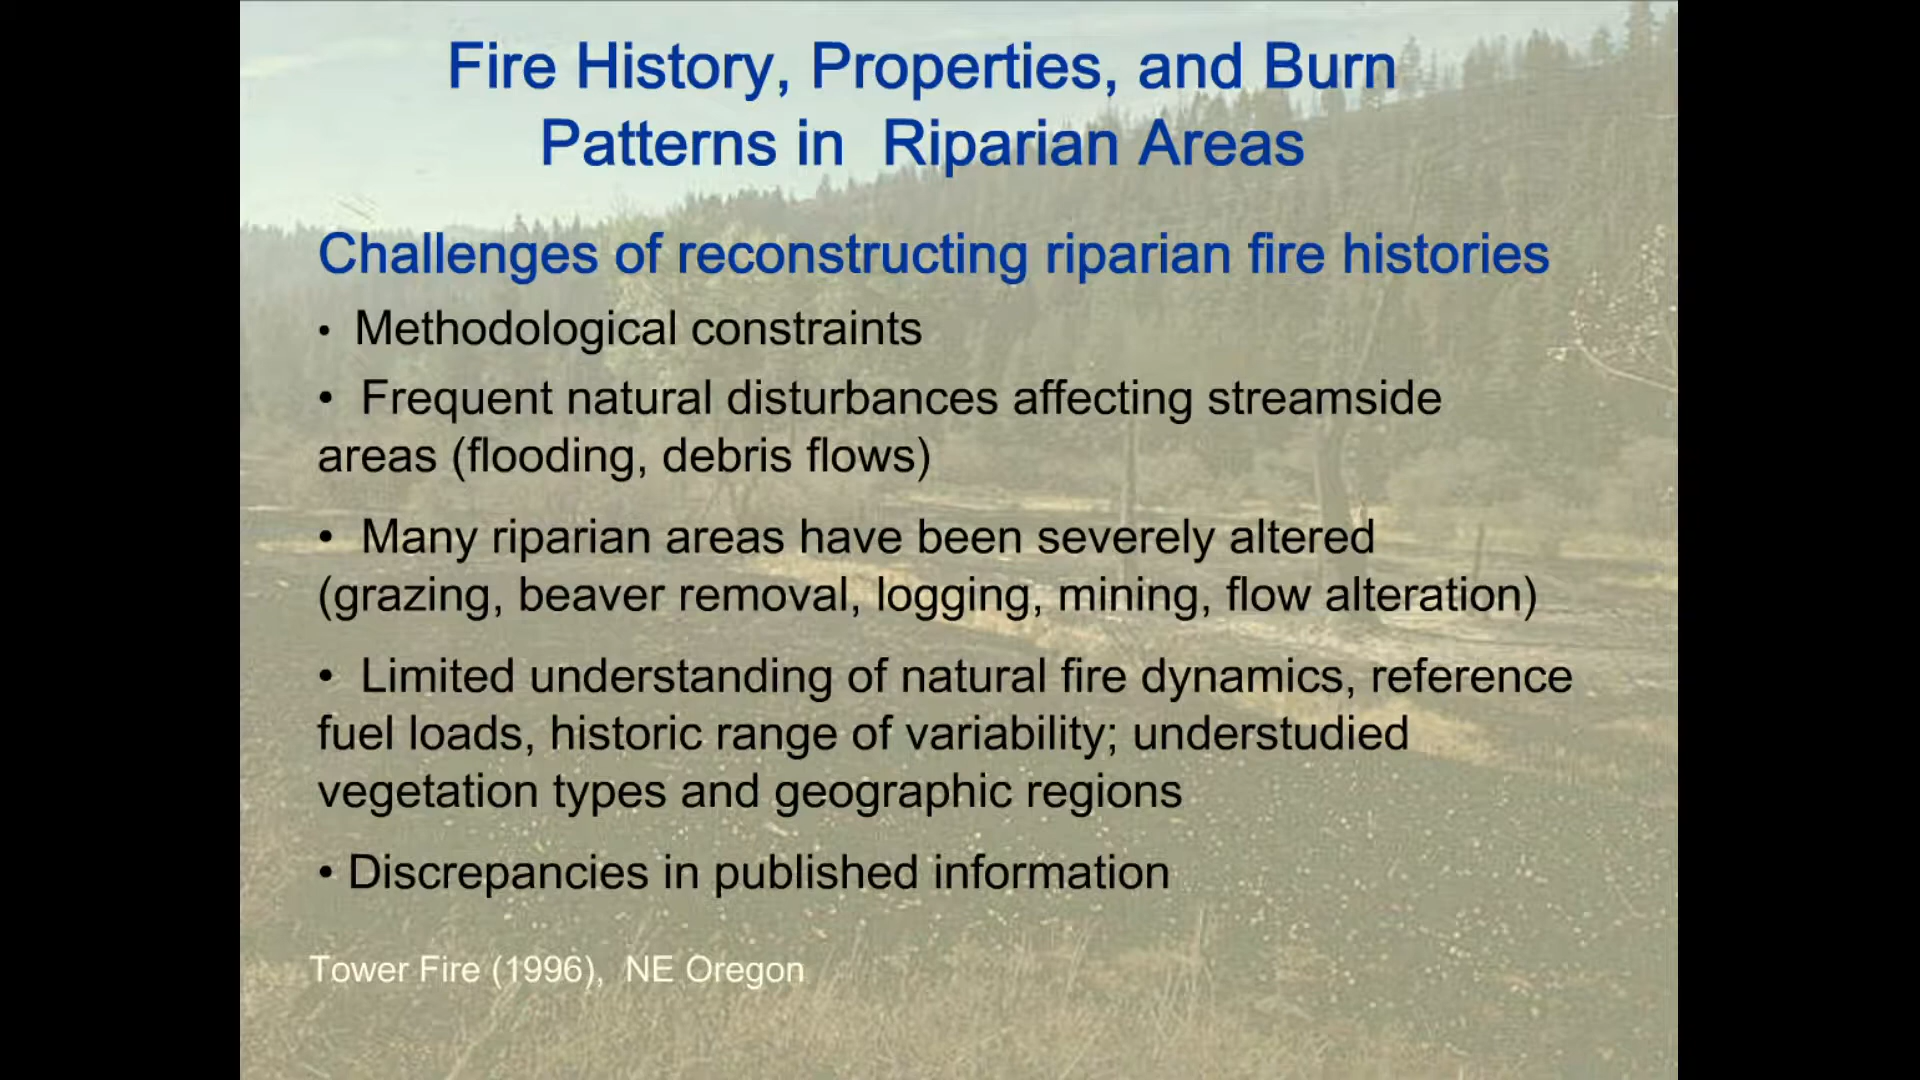 Fire History, Properties, and Burn
Patterns in  Riparian Areas
Challenges of reconstructing riparian fire histories
• Methodological constraints
• Frequent natural disturbances affecting streamside
areas (flooding, debris flows)
• Many riparian areas have been severely altered
(grazing, beaver removal, logging, mining, flow alteration)
• Limited understanding of natural fire dynamics, reference
fuel loads, historic range of variability; understudied
vegetation types and geographic regions
• Discrepancies in published information
Tower Fire (1996),  NE Oregon